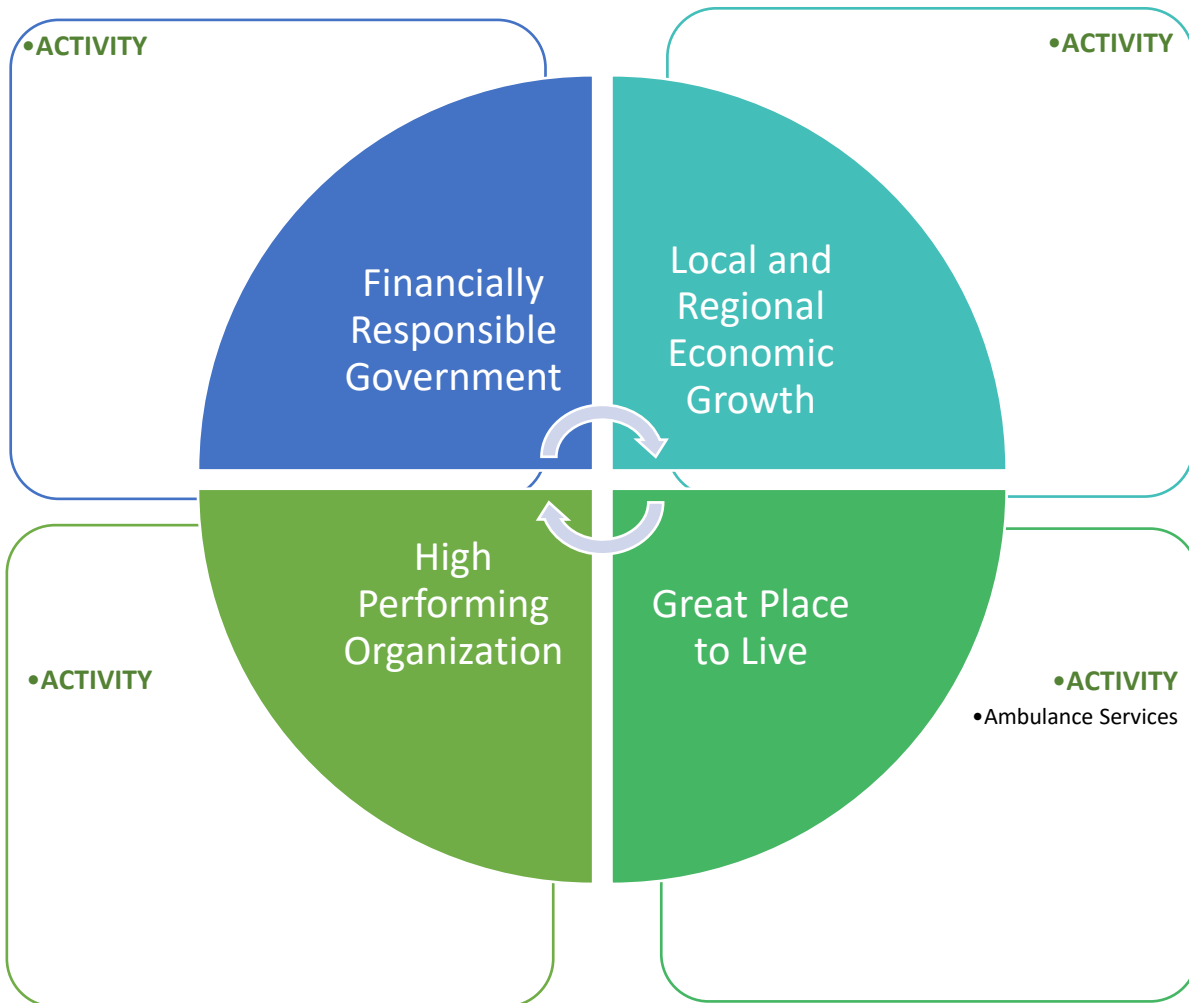 •ACTIVITY
•ACTIVITY
Financially
Responsible
Government
Local and
Regional
Economic
Growth
High
Performing
Organization
Great Place
to Live
•ACTIVITY
•ACTIVITY
•Ambulance Services